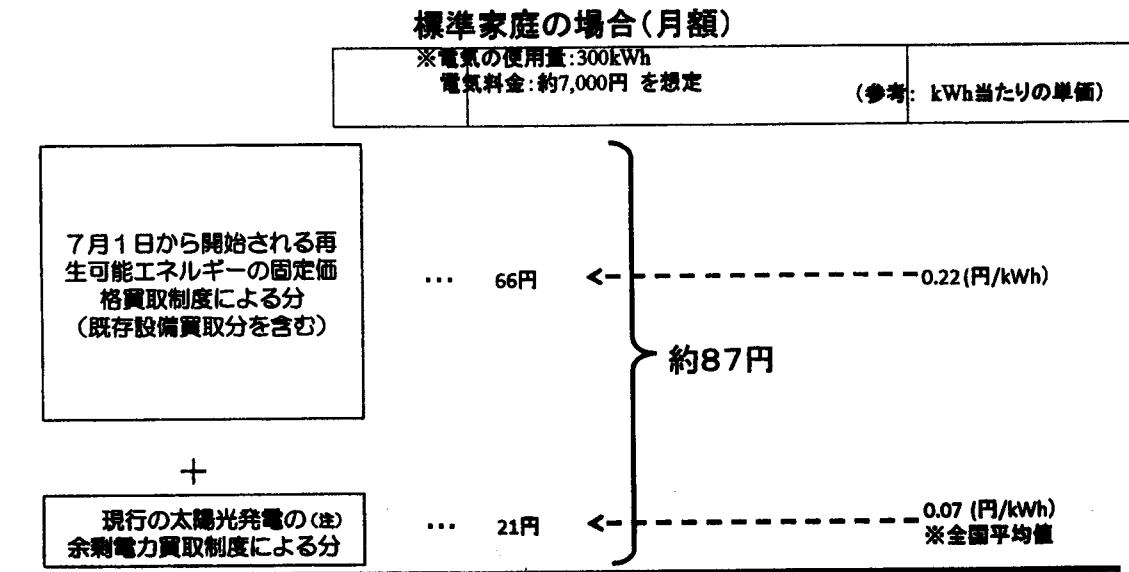 標準家庭の場合(月額)
※電気の使用量:300kWh
電気料金:約7,000円 を想定
(参考: kWh当たりの単価)
7月1日から開始される再
生可能エネルギーの固定価
格買取制度による分
(既存設備買取分を含む)
… 66円
0.22(円/kWh)
約87円
+
現行の太陽光発電の(注)
余剰電力買取制度による分
… 21円
0.07 (円/kWh)
※全国平均値